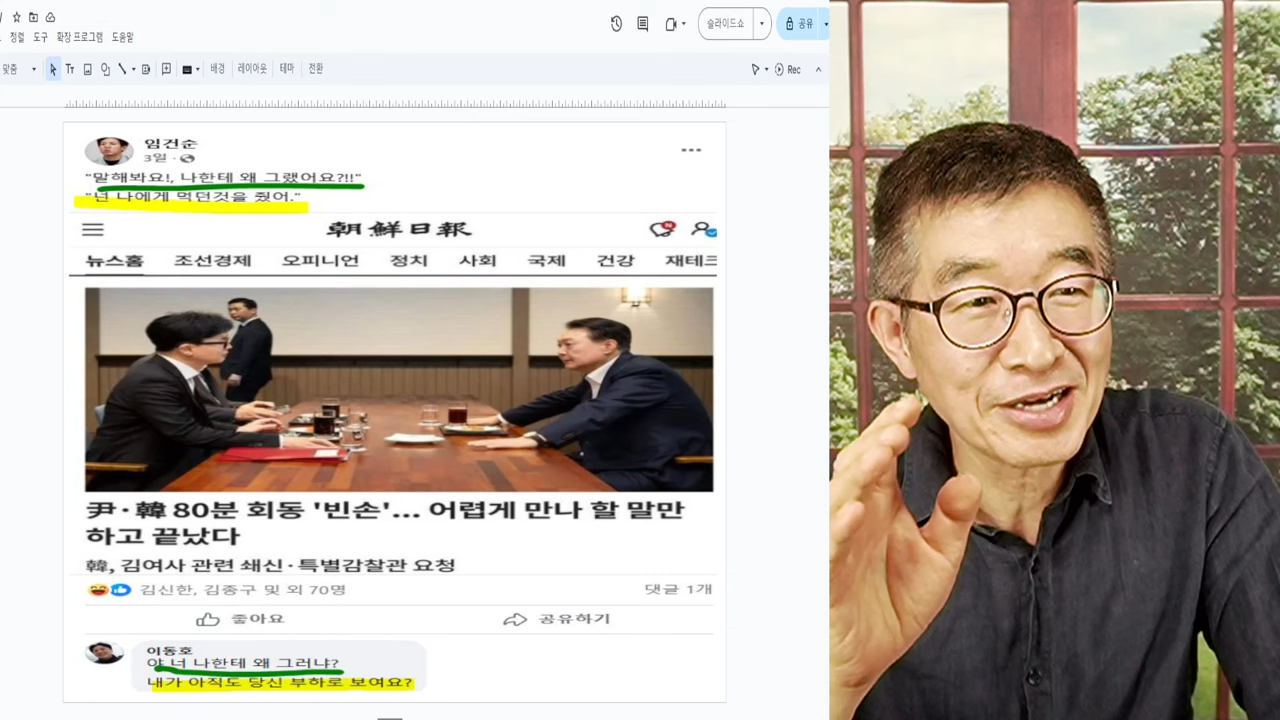 슬라이드쇼
공유
정렬 도구 확장 프로그램 도움말
맞춤
배경 레이아웃 테마 전환
Rec
임건순
3일
"말해봐요!, 나한테 왜 그랬어요?!!"
"넌 나에게 먹던것을 줬어."
朝鮮日報
N
뉴스홈 조선경제 오피니언 정치 사회 국제 건강 재테크
尹·韓 80분 회동 '빈손'... 어렵게 만나 할 말만
하고 끝났다
韓, 김여사 관련 쇄신·특별감찰관 요청
김신한, 김종구 및 외 70명
댓글 1개
좋아요
공유하기
이동호
야 너 나한테 왜 그러냐?
내가 아직도 당신 부하로 보여요?